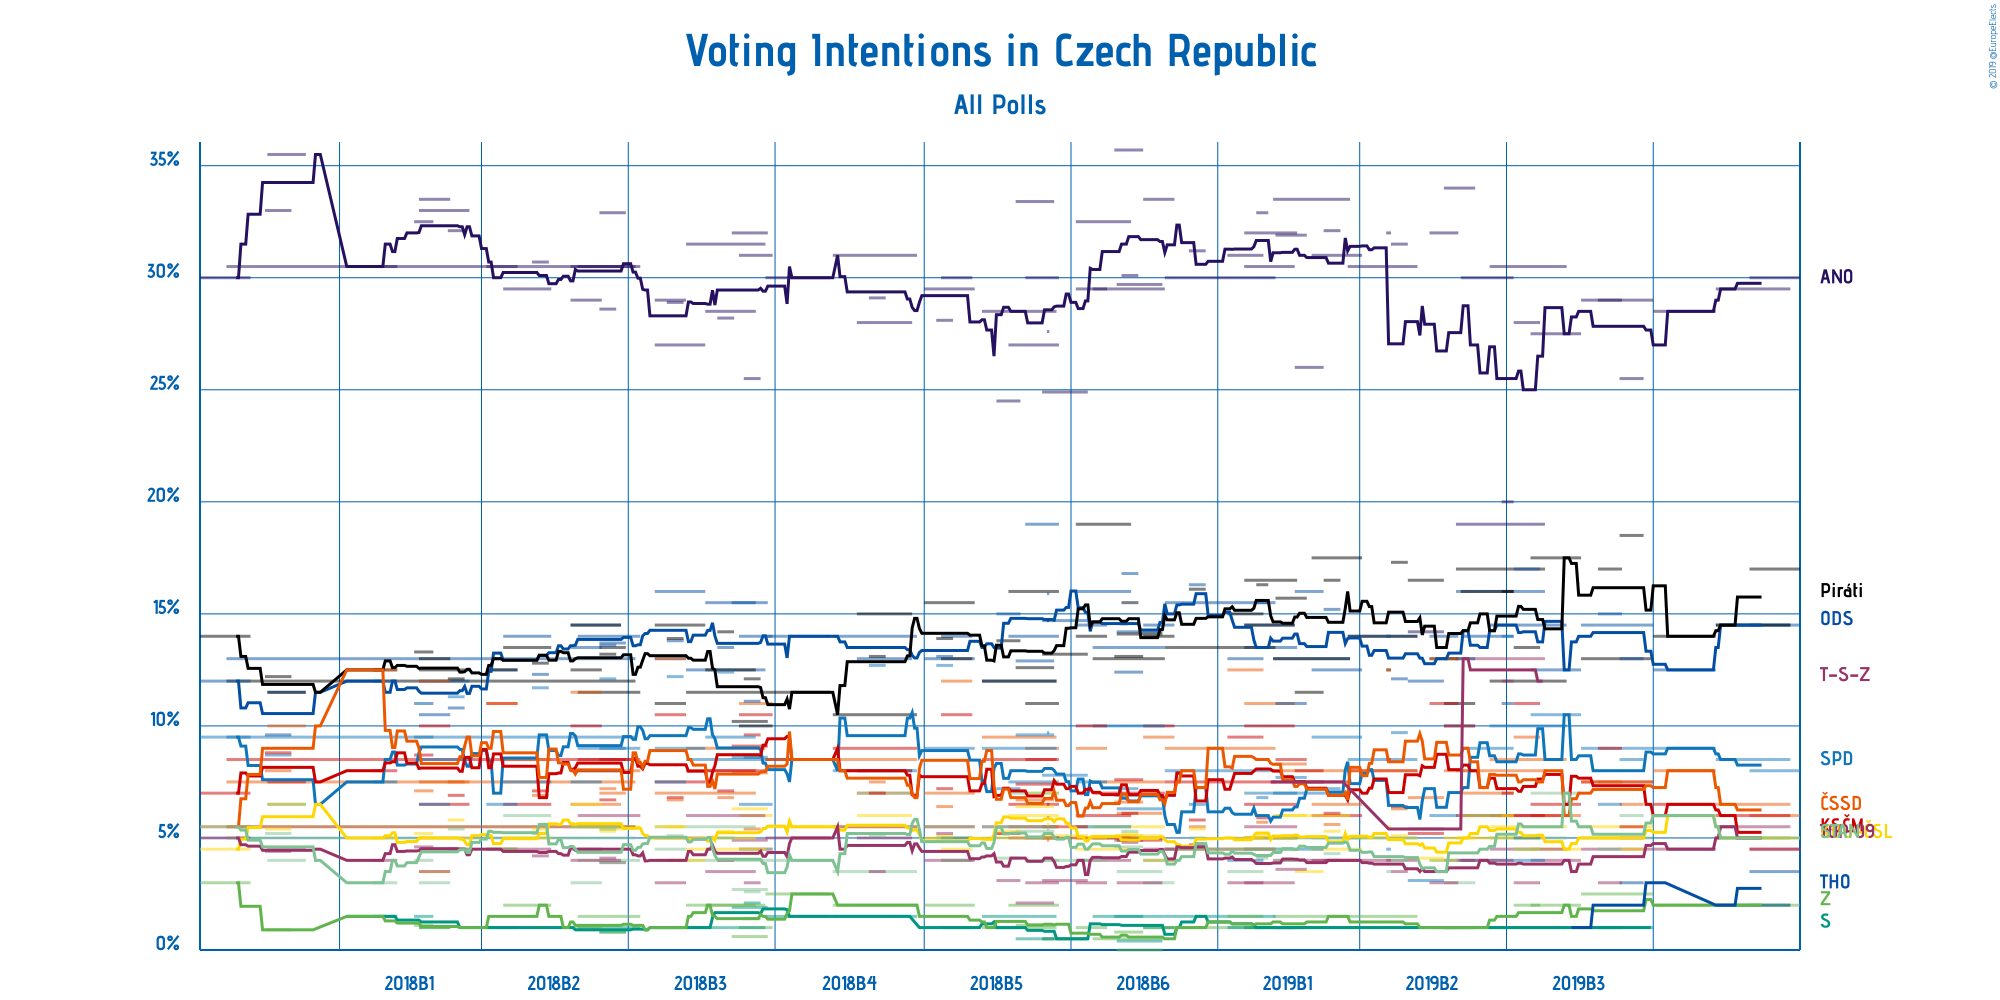 Voting Intentions in Czech Republic
All Polls
© 2019 @EuropeElects
35%
30%
25%
20%
15%
10%
5%
0%
ANO
Piráti
ODS
T-S-Z
SPD
ČSSD
KSČM
THO
Z
S
2018B1
2018B2
2018B3
2018B4
2018B5
2018B6
2019B1
2019B2
2019B3